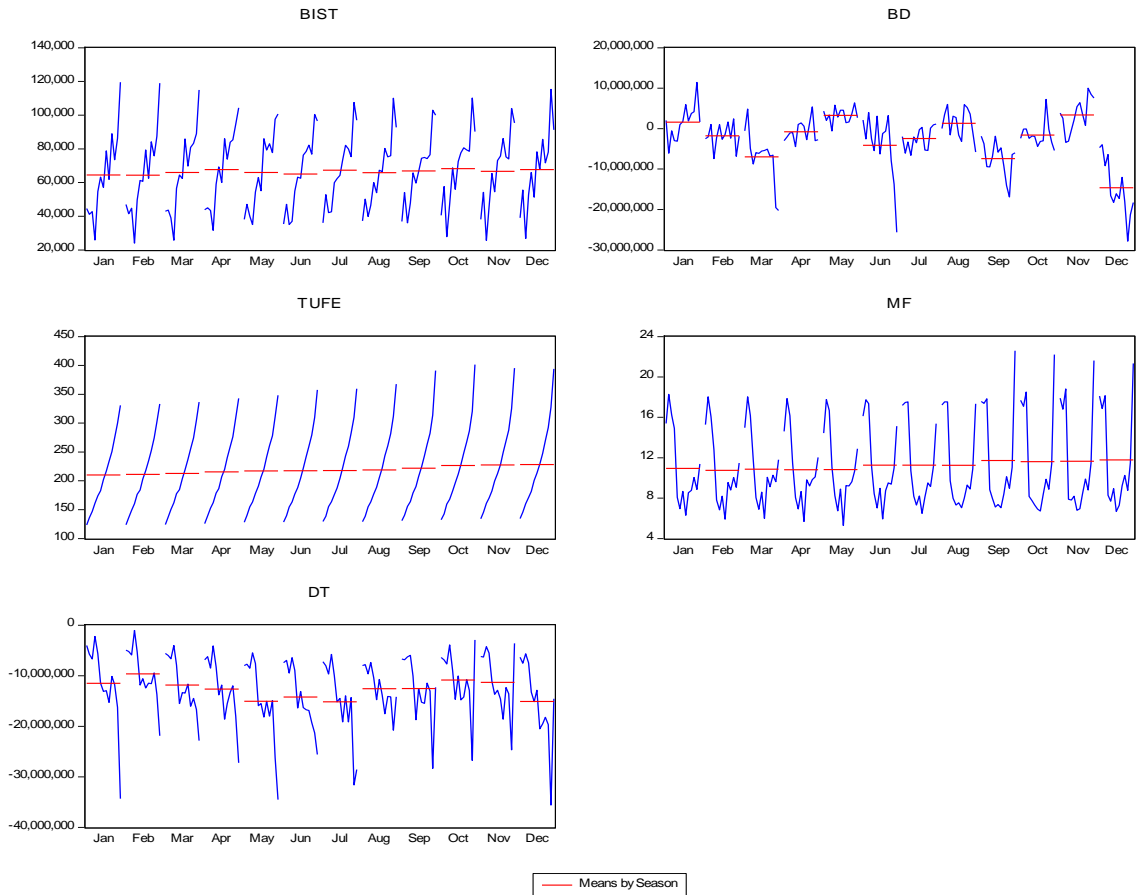 BIST
140,000
120,000
100,000
80,000
60,000
40,000
20,000
Jan Feb Mar Apr May Jun Jul Aug Sep Oct Nov Dec
BD
20,000,000
10,000,000
0
-10,000,000
-20,000,000
-30,000,000
Jan Feb Mar Apr May Jun Jul Aug Sep Oct Nov Dec
TUFE
450
400
350
300
250
200
150
100
Jan Feb Mar Apr May Jun Jul Aug Sep Oct Nov Dec
MF
24
20
16
12
8
4
Jan Feb Mar Apr May Jun Jul Aug Sep Oct Nov Dec
DT
0
-10,000,000
-20,000,000
-30,000,000
-40,000,000
Jan Feb Mar Apr May Jun Jul Aug Sep Oct Nov Dec
Means by Season